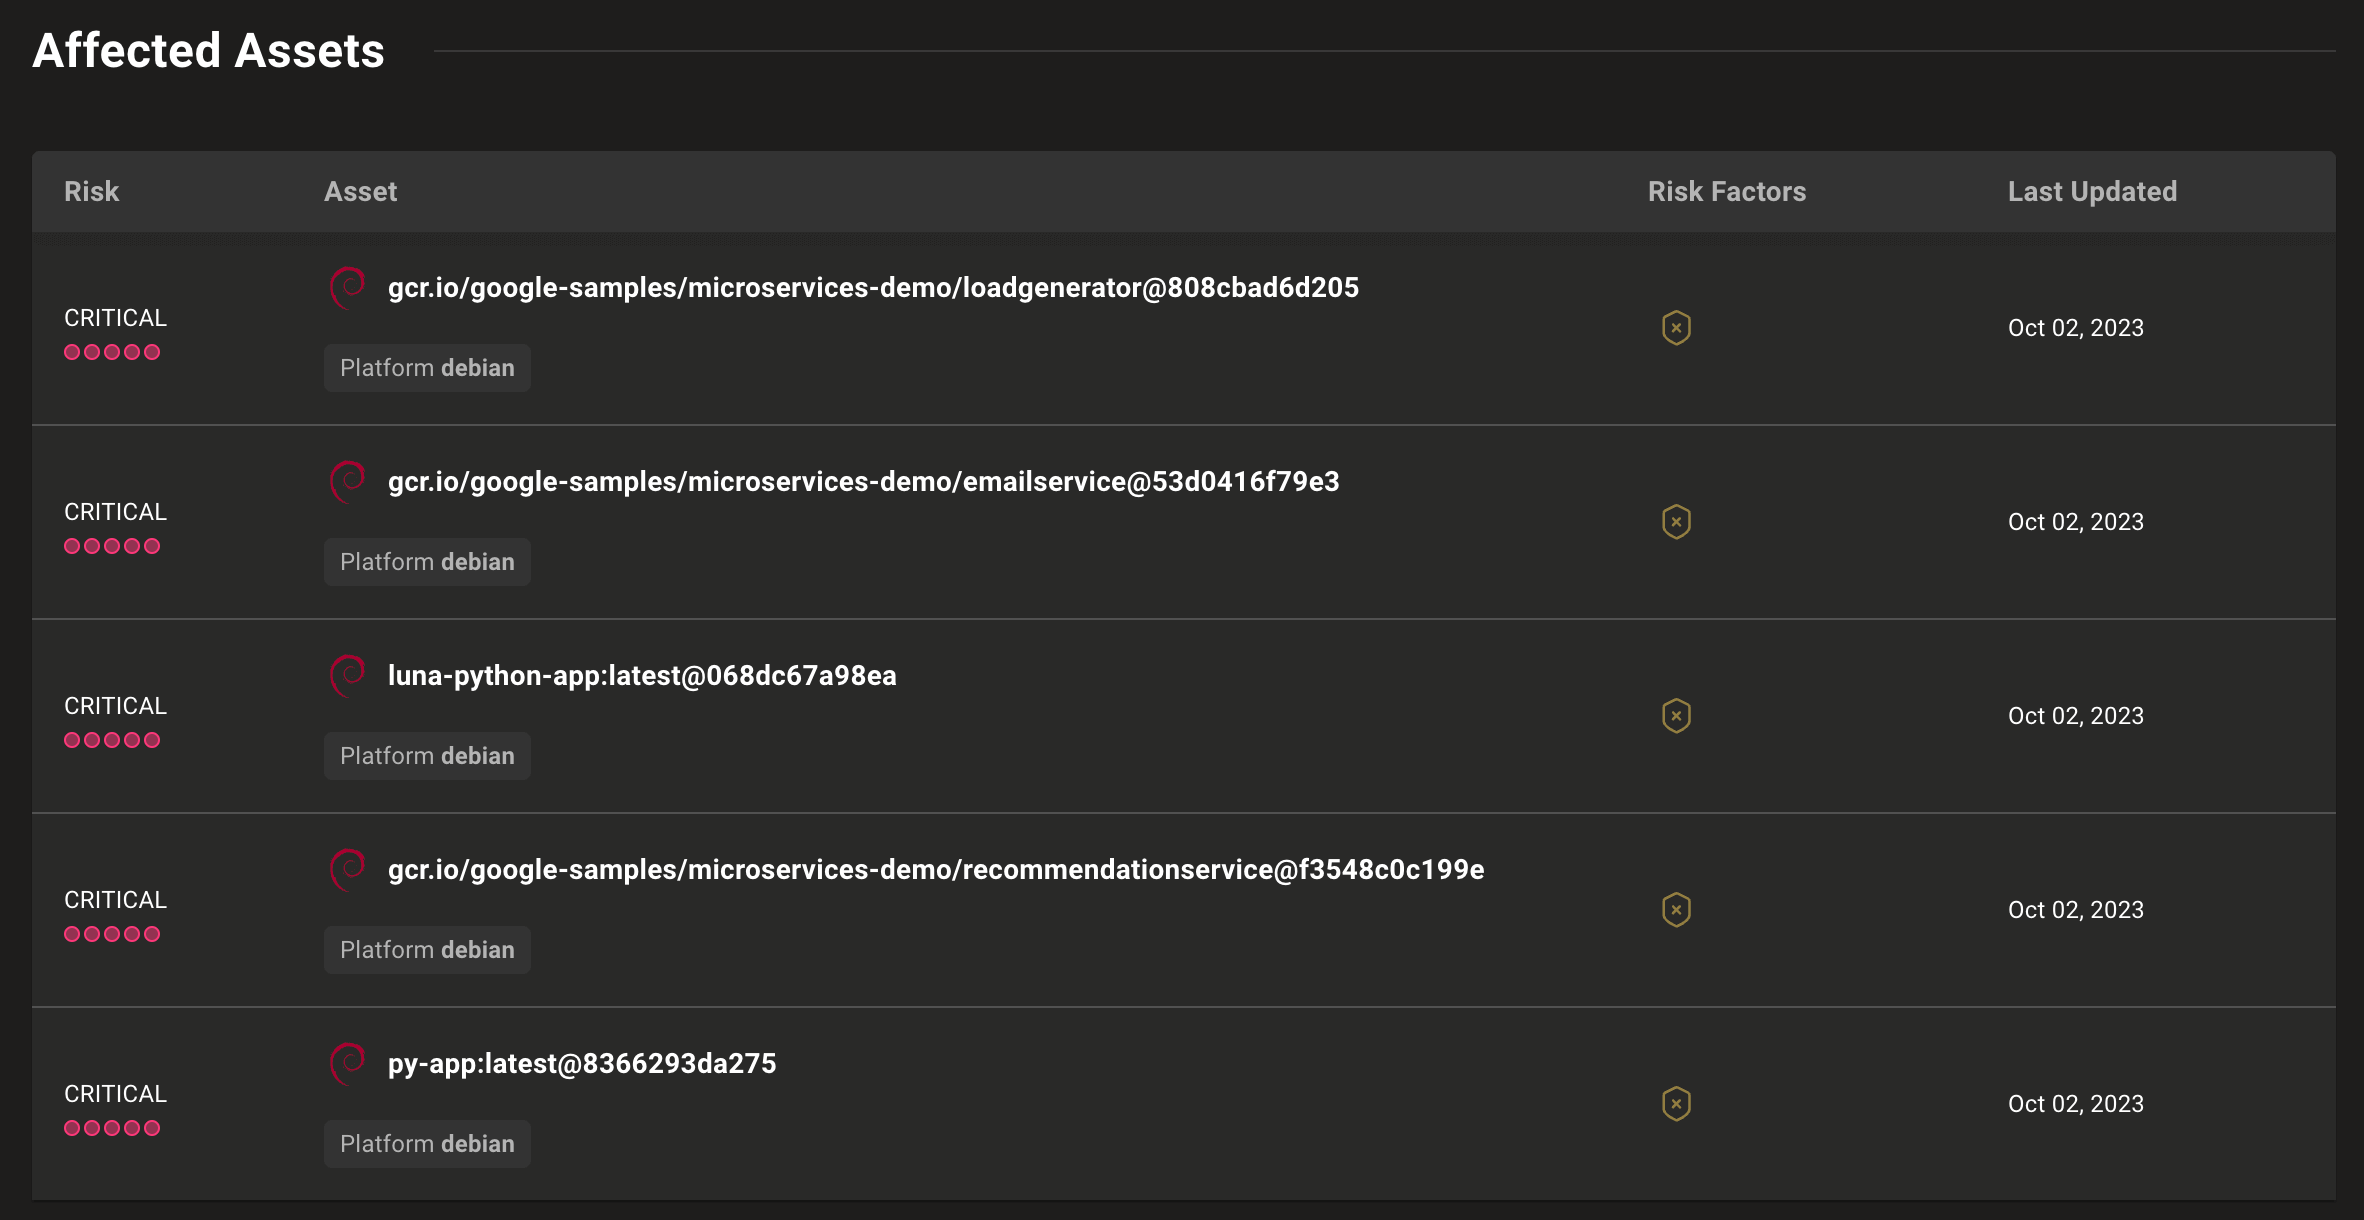 Affected Assets
Risk Asset Risk Factors Last Updated
gcr.io/google-samples/microservices-demo/loadgenerator@808cbad6d205
CRITICAL
Oct 02, 2023
Platform debian
gcr.io/google-samples/microservices-demo/emailservice@53d0416f79e3
CRITICAL
Oct 02, 2023
Platform debian
luna-python-app:latest@068dc67a98ea
CRITICAL
Oct 02, 2023
Platform debian
gcr.io/google-samples/microservices-demo/recommendationservice@f3548c0c199e
CRITICAL
Oct 02, 2023
Platform debian
py-app:latest@8366293da275
CRITICAL
Oct 02, 2023
Platform debian